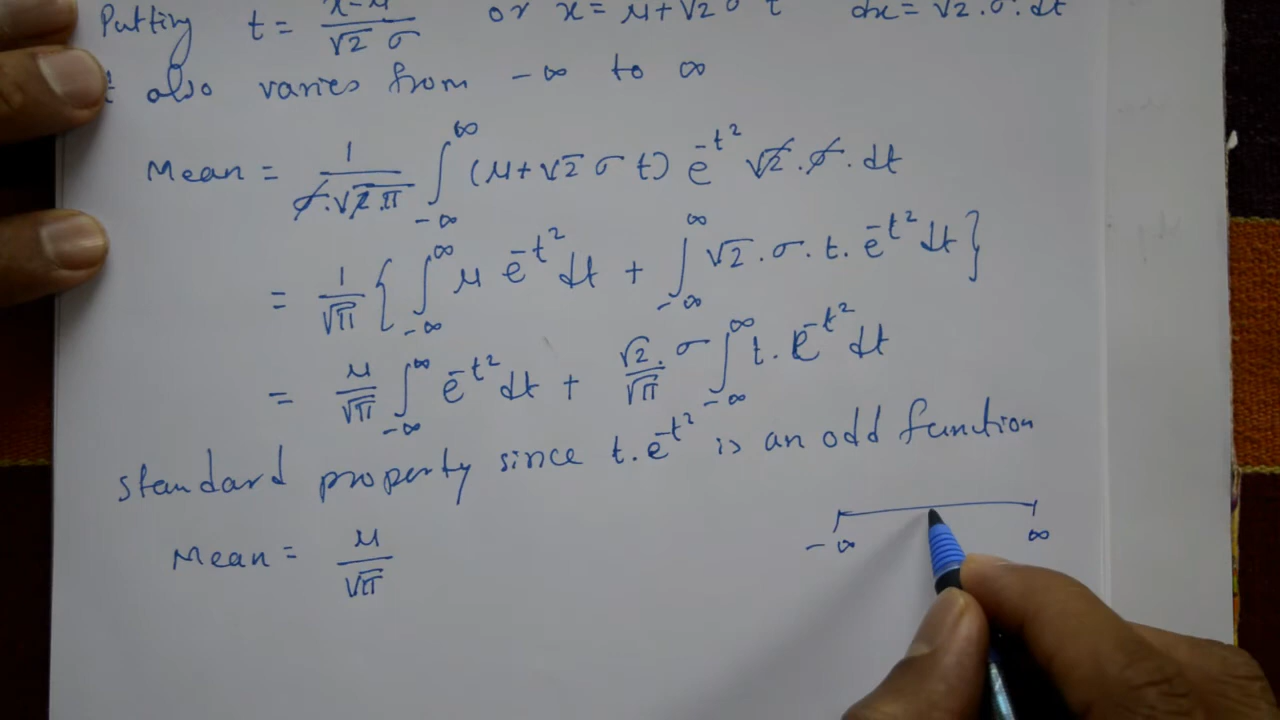 Putting t = x-μ/√2 σ or x = μ+√2 σ t dx = √2.σ.dt
t also varies from -∞ to ∞
Mean = 1/σ.√2.π ∫_-∞^∞ (μ+√2 σ t) e^-t² √2.σ.dt
= 1/√π { ∫_-∞^∞ μ e^-t² dt + ∫_-∞^∞ √2.σ.t.e^-t² dt }
= μ/√π ∫_-∞^∞ e^-t² dt + √2.σ/√π ∫_-∞^∞ t.e^-t² dt
standard property since t.e^-t² is an odd function
Mean = μ/√π
-∞ ∞